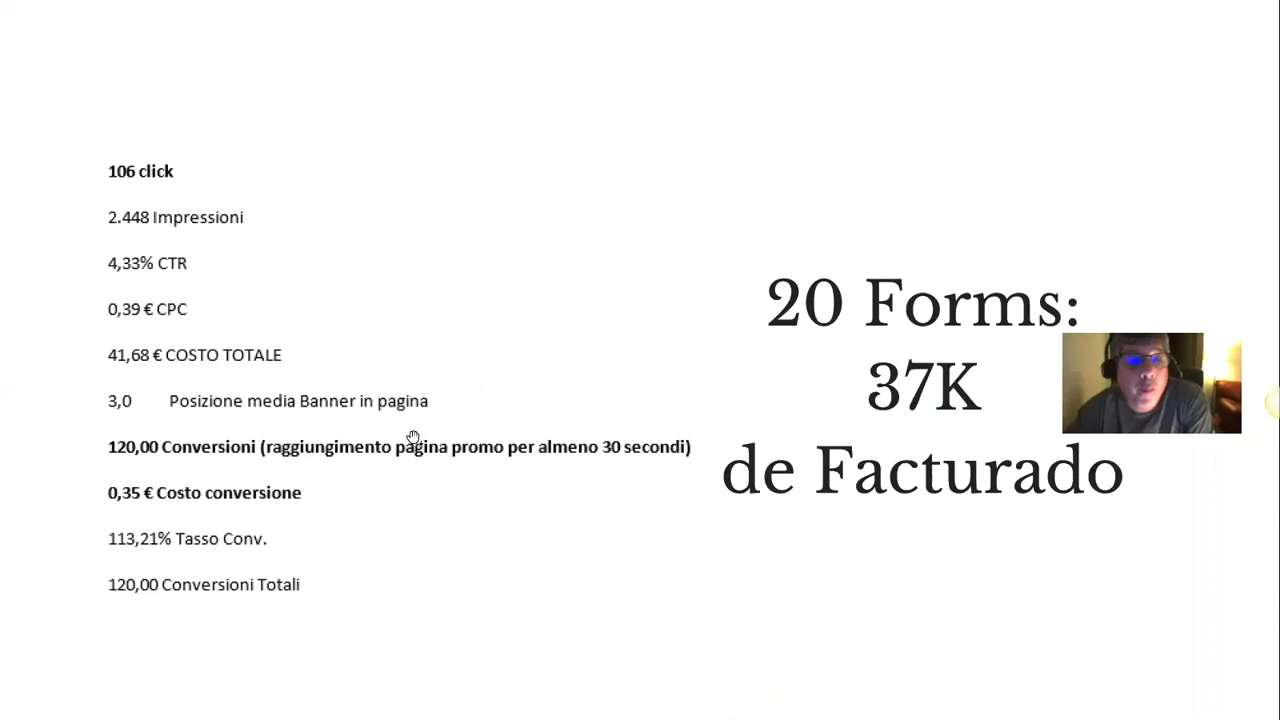 106 click
2.448 Impressioni
4,33% CTR
0,39 € CPC
41,68 € COSTO TOTALE
3,0 Posizione media Banner in pagina
120,00 Conversioni (raggiungimento pagina promo per almeno 30 secondi)
0,35 € Costo conversione
113,21% Tasso Conv.
120,00 Conversioni Totali
20 Forms:
37K
de Facturado